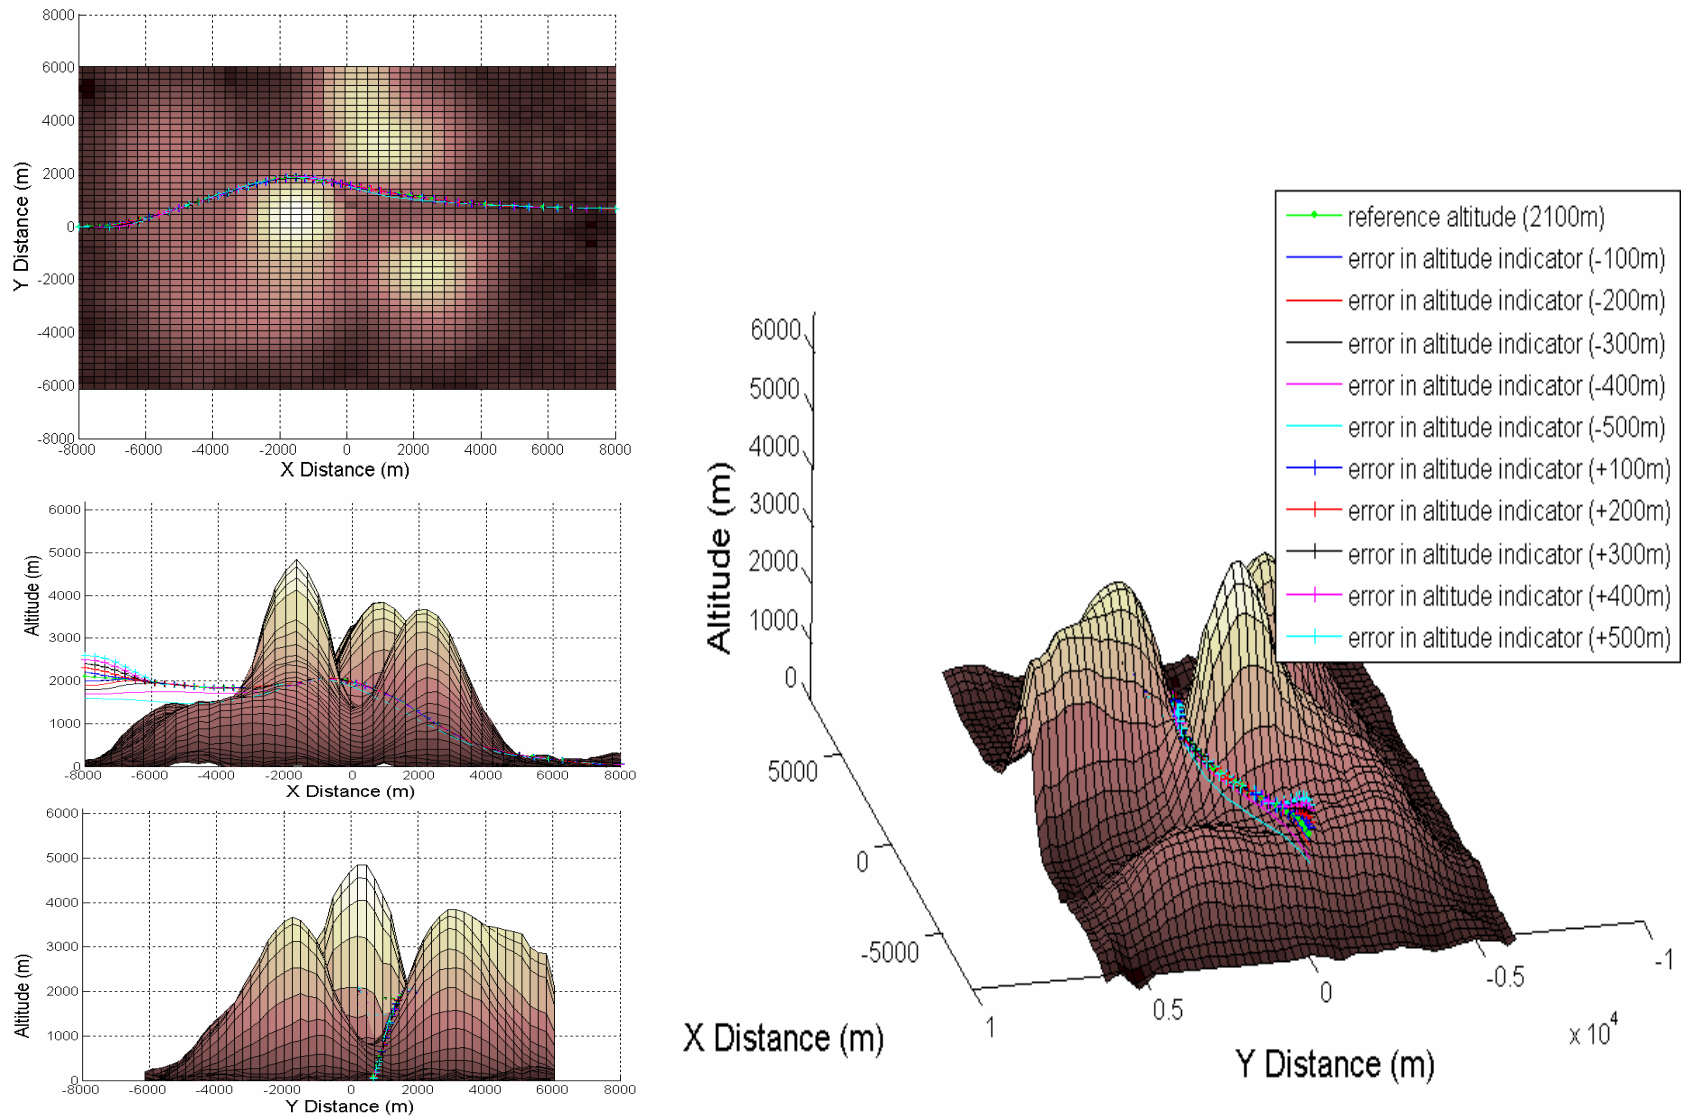 8000
6000
4000
2000
0
-2000
-4000
-6000
-8000
Y Distance (m)
-8000 -6000 -4000 -2000 0 2000 4000 6000 8000
X Distance (m)
6000
5000
4000
3000
2000
1000
0
Altitude (m)
-8000 -6000 -4000 -2000 0 2000 4000 6000 8000
X Distance (m)
6000
5000
4000
3000
2000
1000
0
Altitude (m)
-8000 -6000 -4000 -2000 0 2000 4000 6000 8000
Y Distance (m)
reference altitude (2100m)
error in altitude indicator (-100m)
error in altitude indicator (-200m)
error in altitude indicator (-300m)
error in altitude indicator (-400m)
error in altitude indicator (-500m)
error in altitude indicator (+100m)
error in altitude indicator (+200m)
error in altitude indicator (+300m)
error in altitude indicator (+400m)
error in altitude indicator (+500m)
6000
5000
4000
3000
2000
1000
0
Altitude (m)
5000
0
-5000
X Distance (m)
1 0.5 0 -0.5 -1
x 10^4
Y Distance (m)